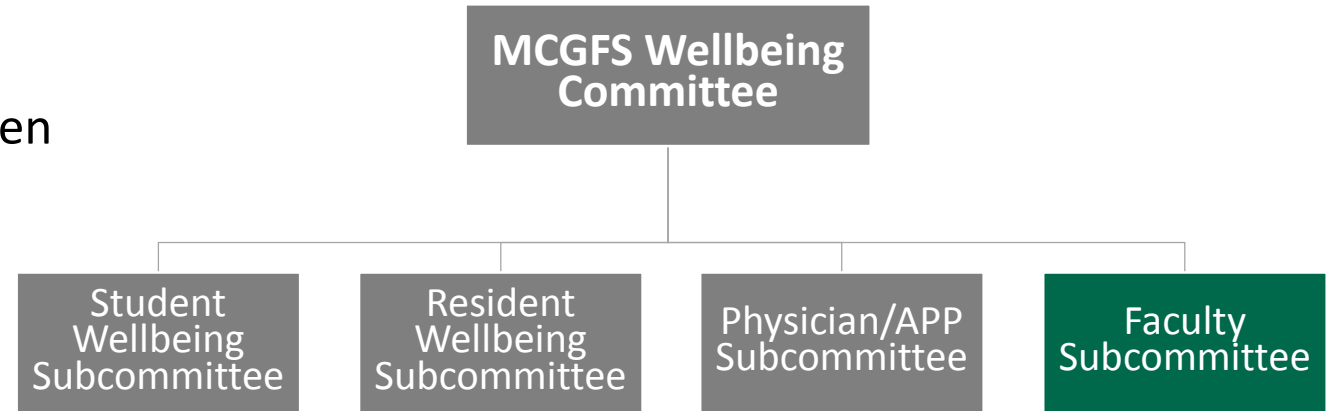 MCGFS Wellbeing
Committee
en
Student
Wellbeing
Subcommittee
Resident
Wellbeing
Subcommittee
Physician/APP
Subcommittee
Faculty
Subcommittee